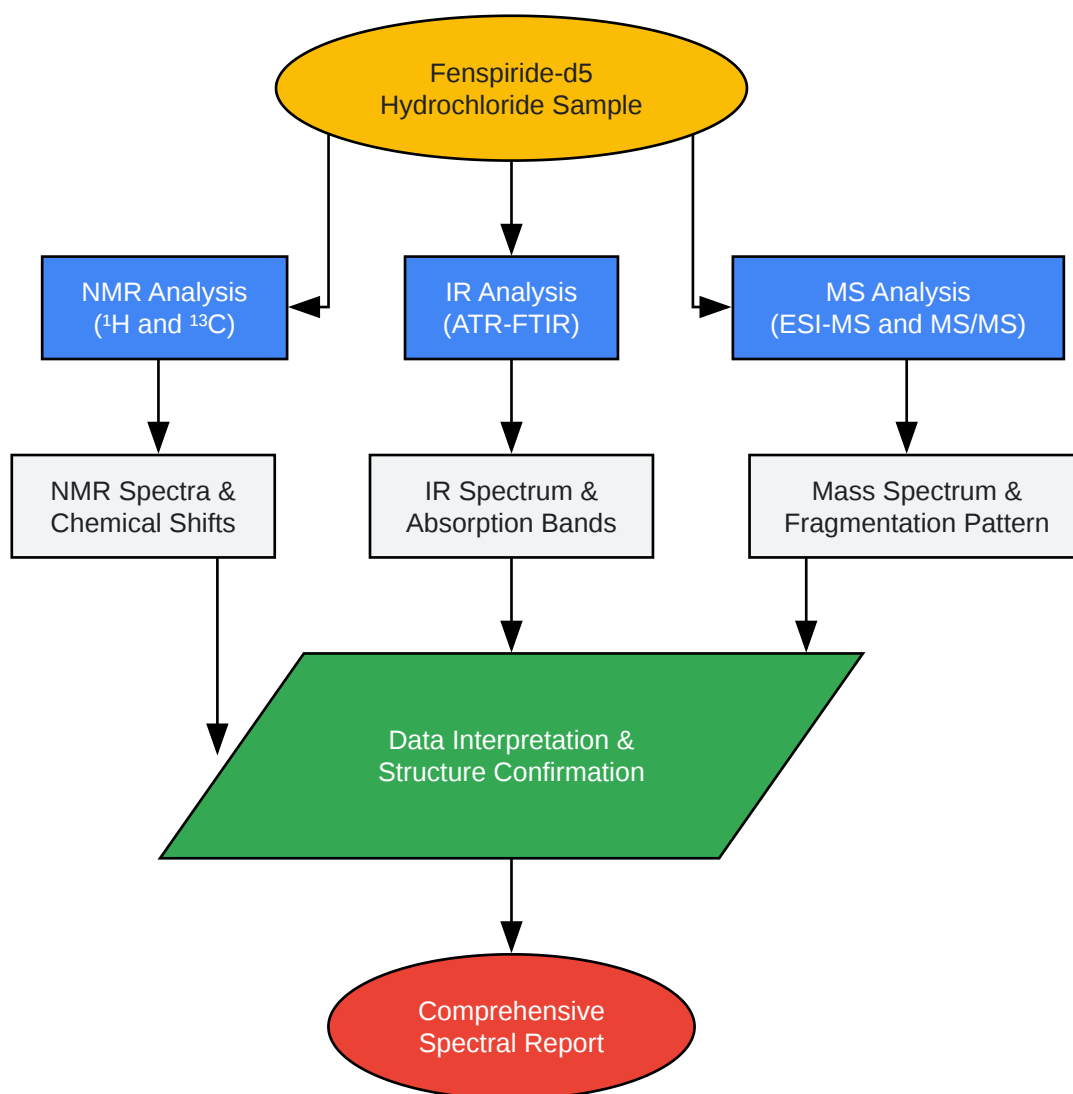 Fenspiride-d5
Hydrochloride Sample
NMR Analysis
(¹H and ¹³C)
IR Analysis
(ATR-FTIR)
MS Analysis
(ESI-MS and MS/MS)
NMR Spectra &
Chemical Shifts
IR Spectrum &
Absorption Bands
Mass Spectrum &
Fragmentation Pattern
Data Interpretation &
Structure Confirmation
Comprehensive
Spectral Report